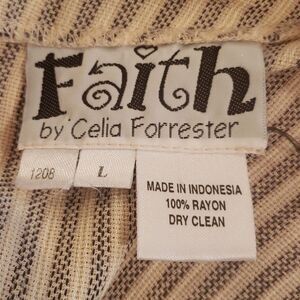 Faith
by Celia Forrester
1208
L
MADE IN INDONESIA
100% RAYON
DRY CLEAN